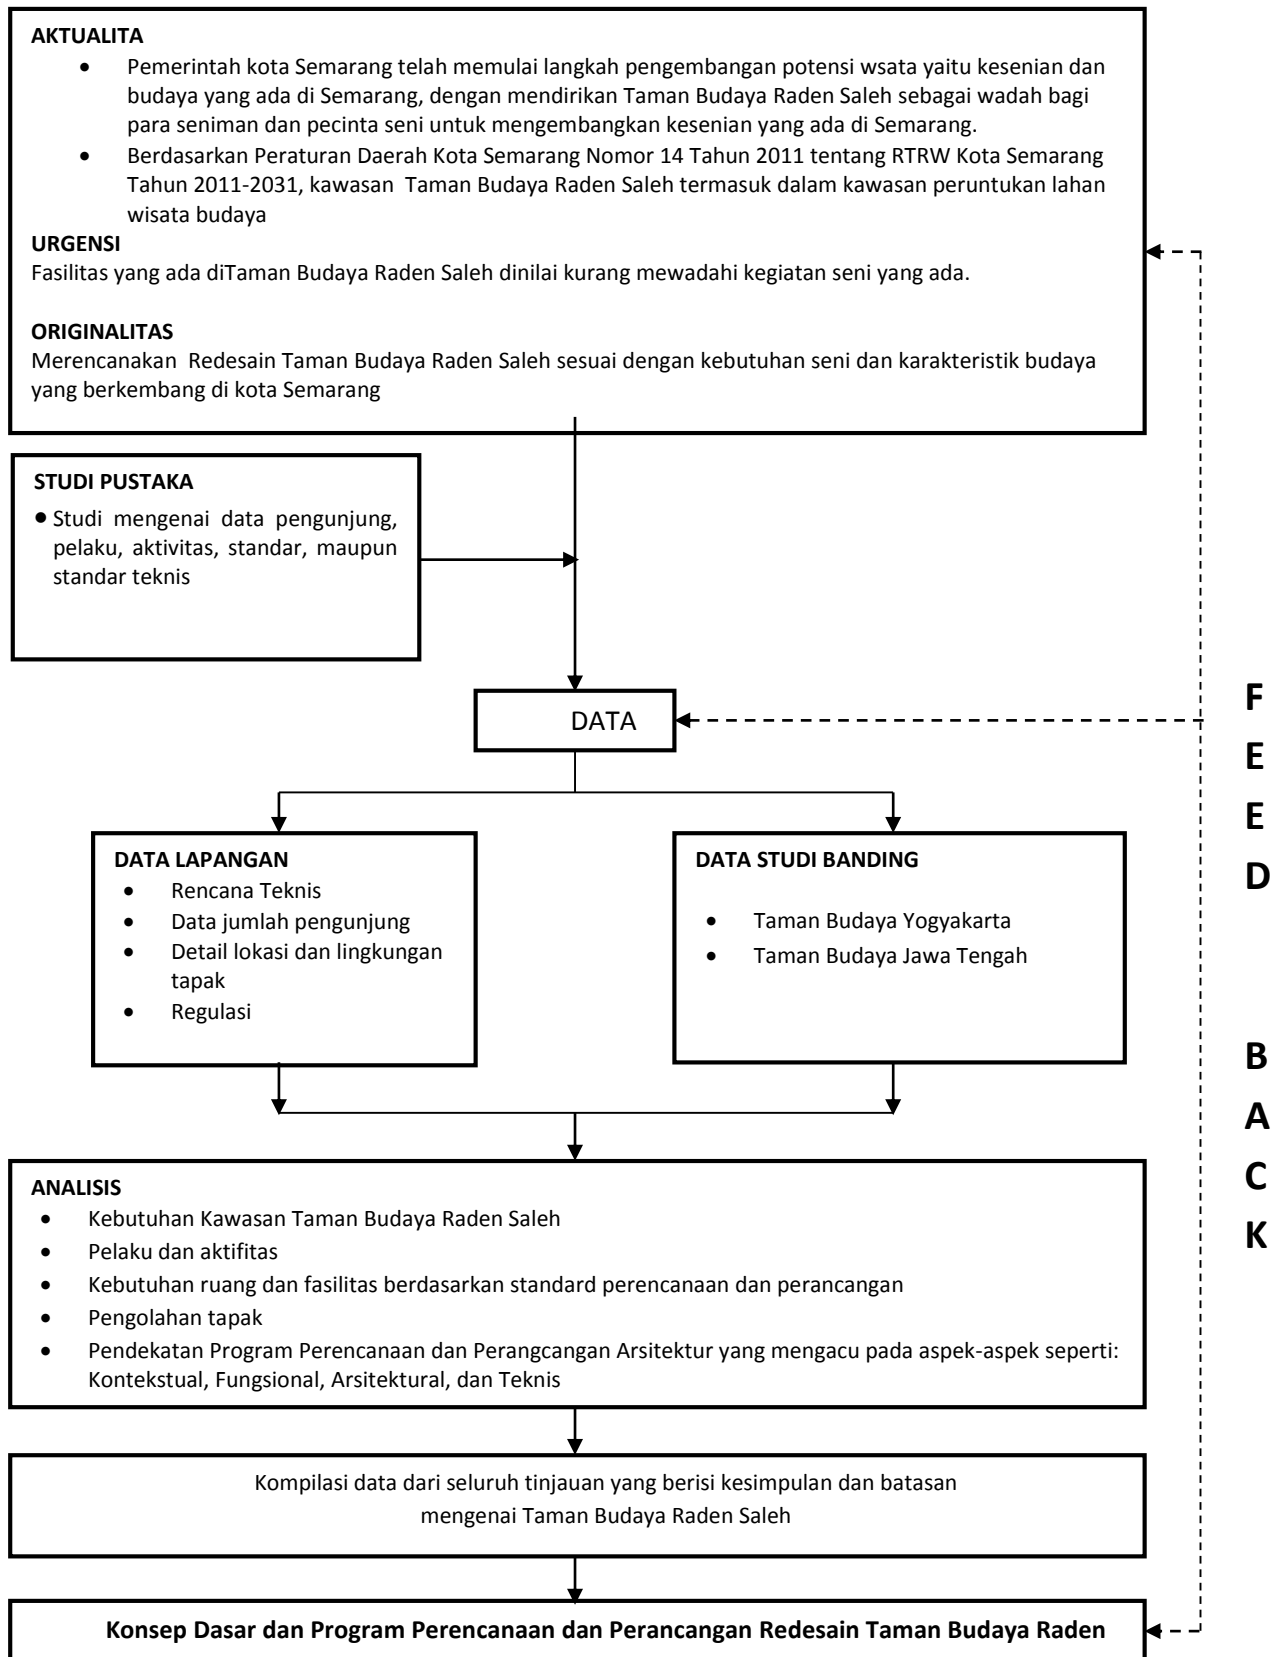 AKTUALITA
• Pemerintah kota Semarang telah memulai langkah pengembangan potensi wsata yaitu kesenian dan
budaya yang ada di Semarang, dengan mendirikan Taman Budaya Raden Saleh sebagai wadah bagi
para seniman dan pecinta seni untuk mengembangkan kesenian yang ada di Semarang.
• Berdasarkan Peraturan Daerah Kota Semarang Nomor 14 Tahun 2011 tentang RTRW Kota Semarang
Tahun 2011-2031, kawasan Taman Budaya Raden Saleh termasuk dalam kawasan peruntukan lahan
wisata budaya
URGENSI
Fasilitas yang ada diTaman Budaya Raden Saleh dinilai kurang mewadahi kegiatan seni yang ada.
ORIGINALITAS
Merencanakan Redesain Taman Budaya Raden Saleh sesuai dengan kebutuhan seni dan karakteristik budaya
yang berkembang di kota Semarang
STUDI PUSTAKA
• Studi mengenai data pengunjung,
pelaku, aktivitas, standar, maupun
standar teknis
DATA
DATA LAPANGAN
• Rencana Teknis
• Data jumlah pengunjung
• Detail lokasi dan lingkungan
tapak
• Regulasi
DATA STUDI BANDING
• Taman Budaya Yogyakarta
• Taman Budaya Jawa Tengah
ANALISIS
• Kebutuhan Kawasan Taman Budaya Raden Saleh
• Pelaku dan aktifitas
• Kebutuhan ruang dan fasilitas berdasarkan standard perencanaan dan perancangan
• Pengolahan tapak
• Pendekatan Program Perencanaan dan Perangcangan Arsitektur yang mengacu pada aspek-aspek seperti:
Kontekstual, Fungsional, Arsitektural, dan Teknis
Kompilasi data dari seluruh tinjauan yang berisi kesimpulan dan batasan
mengenai Taman Budaya Raden Saleh
Konsep Dasar dan Program Perencanaan dan Perancangan Redesain Taman Budaya Raden
F
E
E
D
B
A
C
K